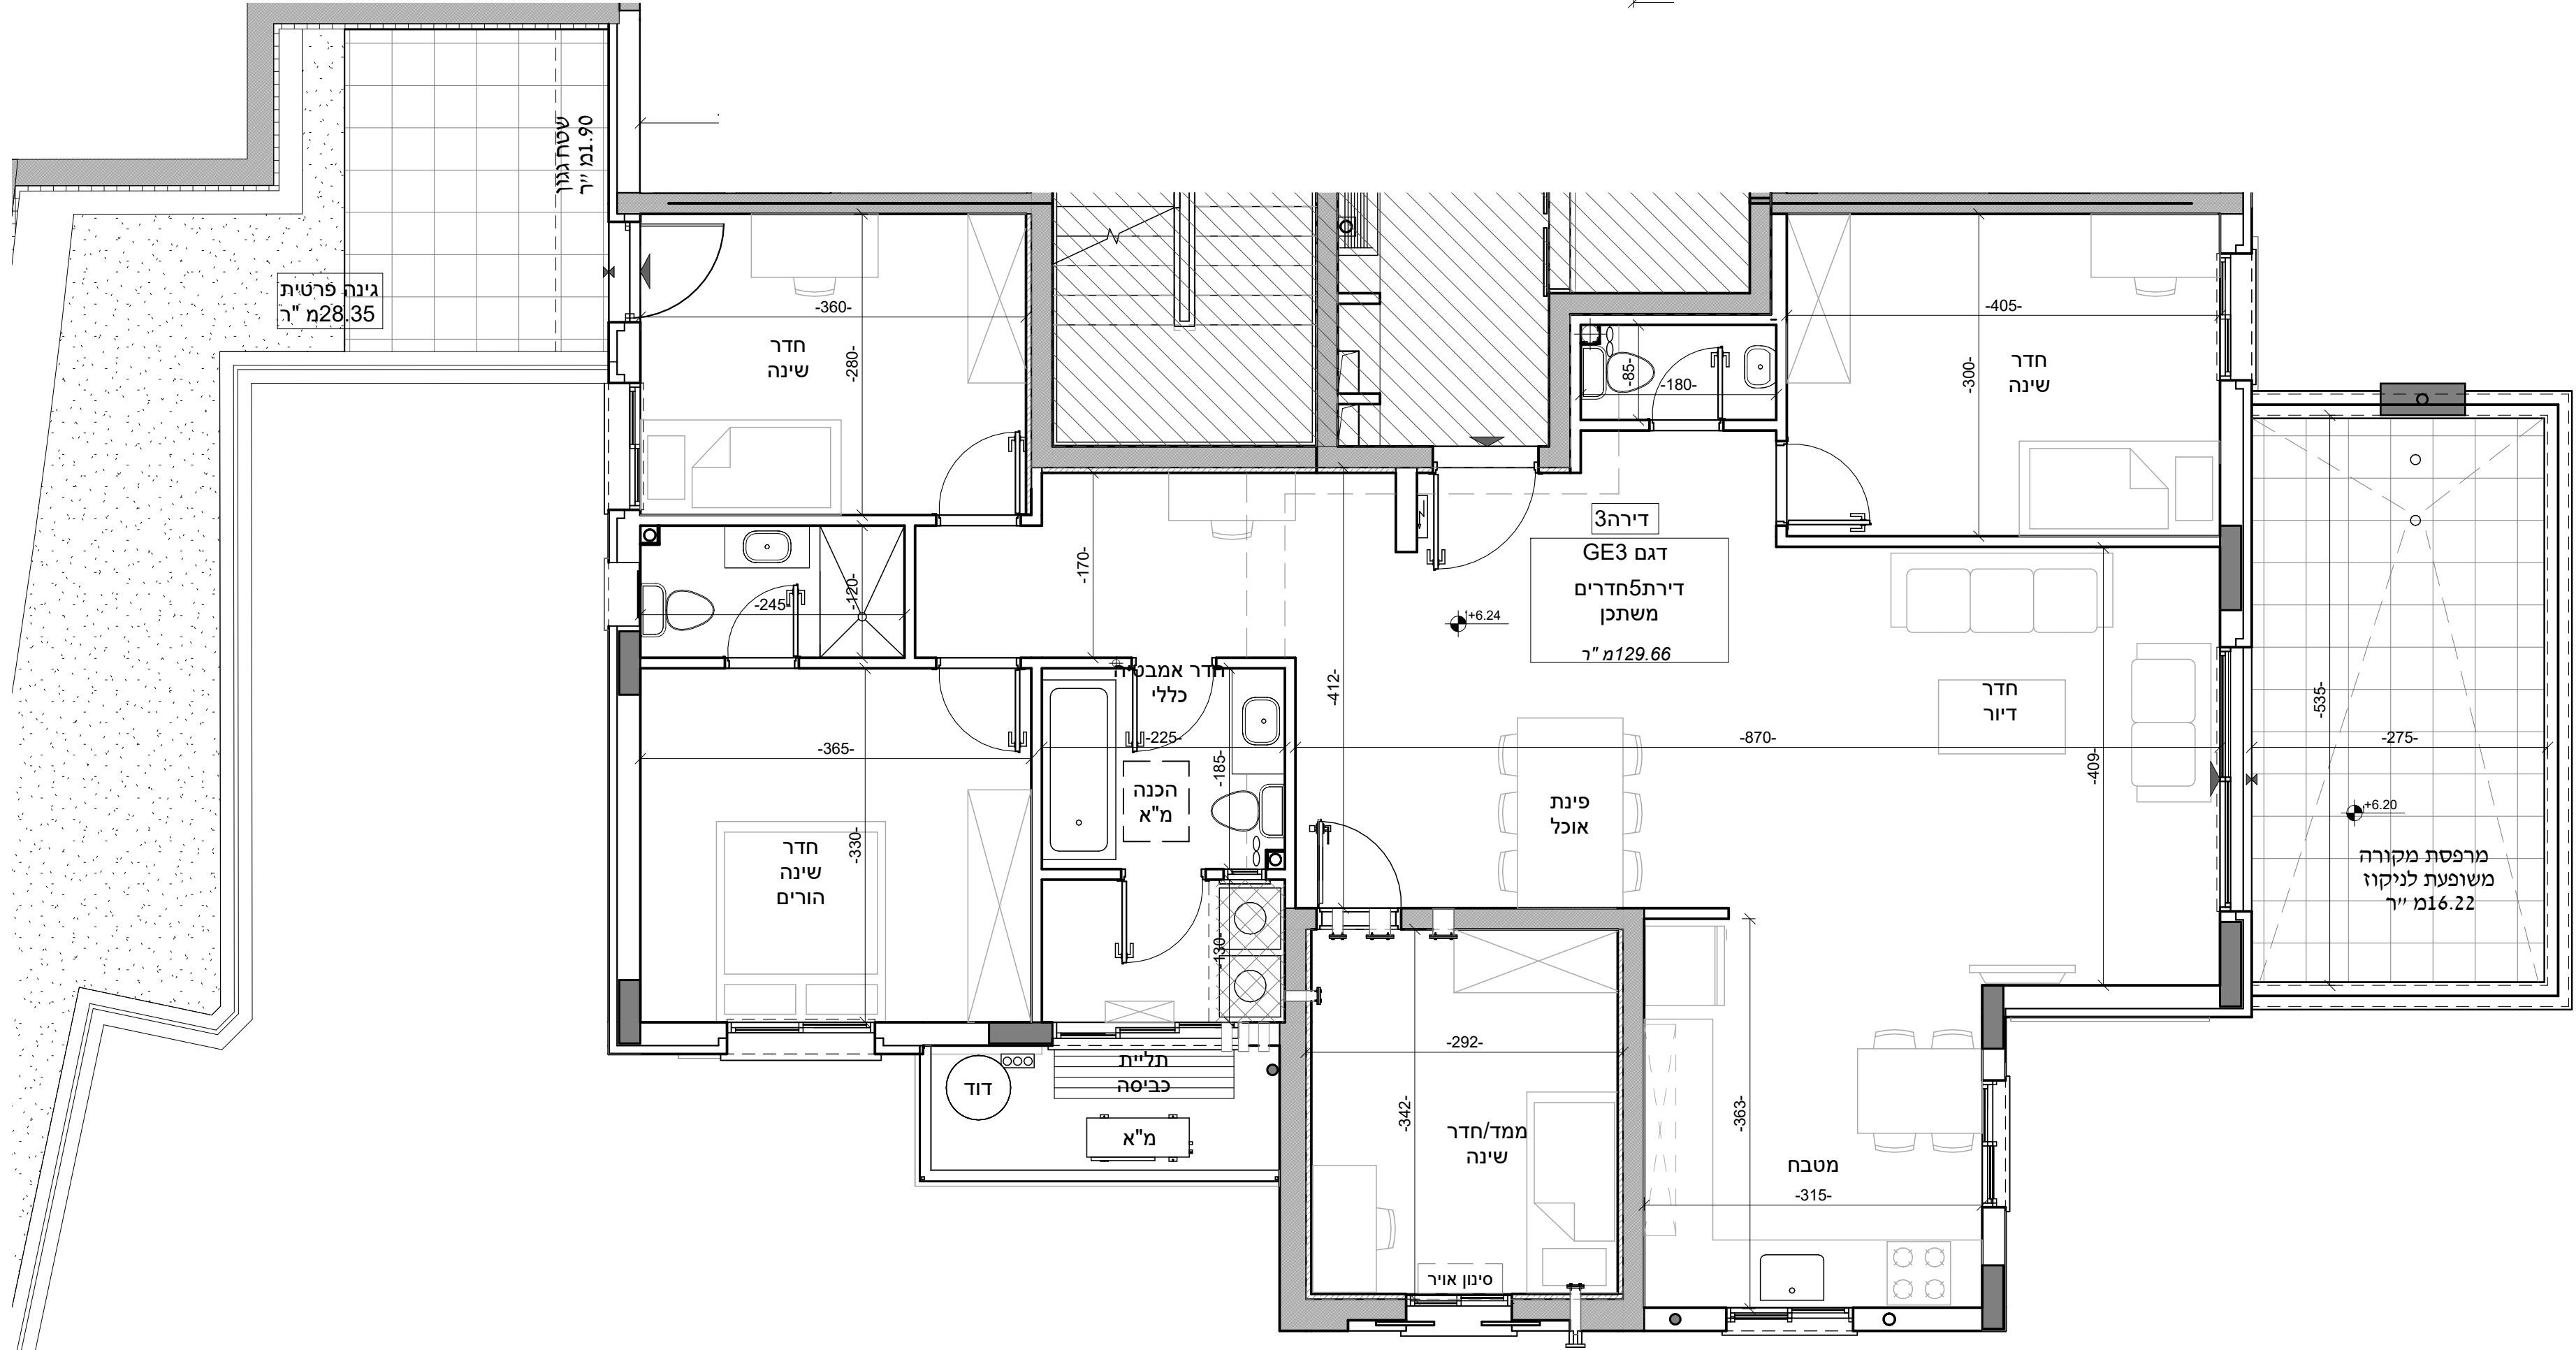 שטח גגון
1.90מ"ר
גינה פרטית
28.35מ "ר
חדר
שינה
-360-
-280-
-405-
-300-
חדר
שינה
-85-
-180-
דירה3
דגם GE3
דירת5חדרים
משתכן
129.66מ "ר
+6.24
-170-
-245-
-120-
חדר אמבטיה
כללי
-412-
חדר
דיור
-535-
-365-
-225-
-870-
-275-
-185-
-409-
הכנה
מ"א
פינת
אוכל
+6.20
חדר
שינה
הורים
-330-
מרפסת מקורה
משופעת לניקוז
16.22מ "ר
-130-
-292-
תליית
כביסה
דוד
מ"א
-342-
-363-
ממד/חדר
שינה
מטבח
-315-
סינון אויר